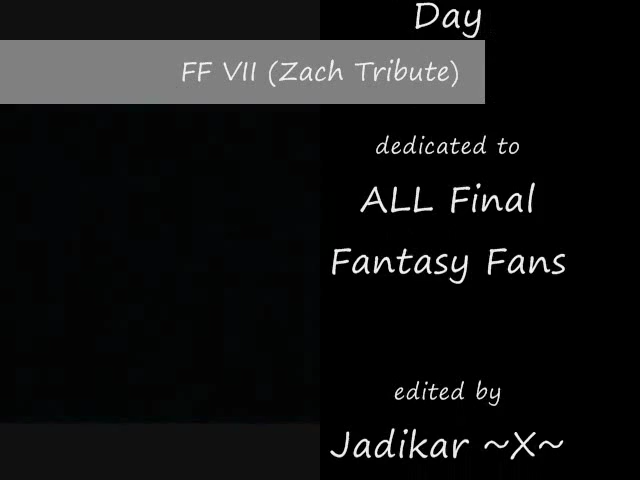 Day
FF VII (Zach Tribute)
dedicated to
ALL Final
Fantasy Fans
edited by
Jadikar ~X~